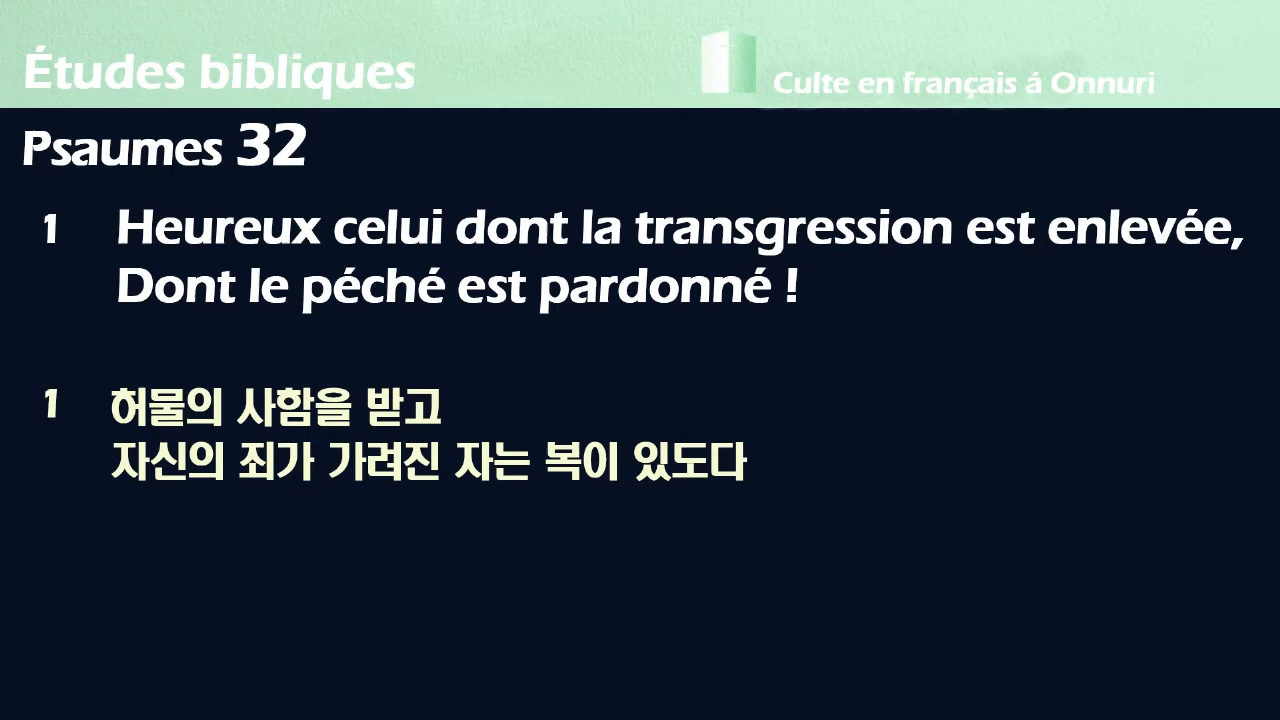 Études bibliques
Culte en français á Onnuri
Psaumes 32
1 Heureux celui dont la transgression est enlevée,
Dont le péché est pardonné !
1 허물의 사함을 받고
자신의 죄가 가려진 자는 복이 있도다